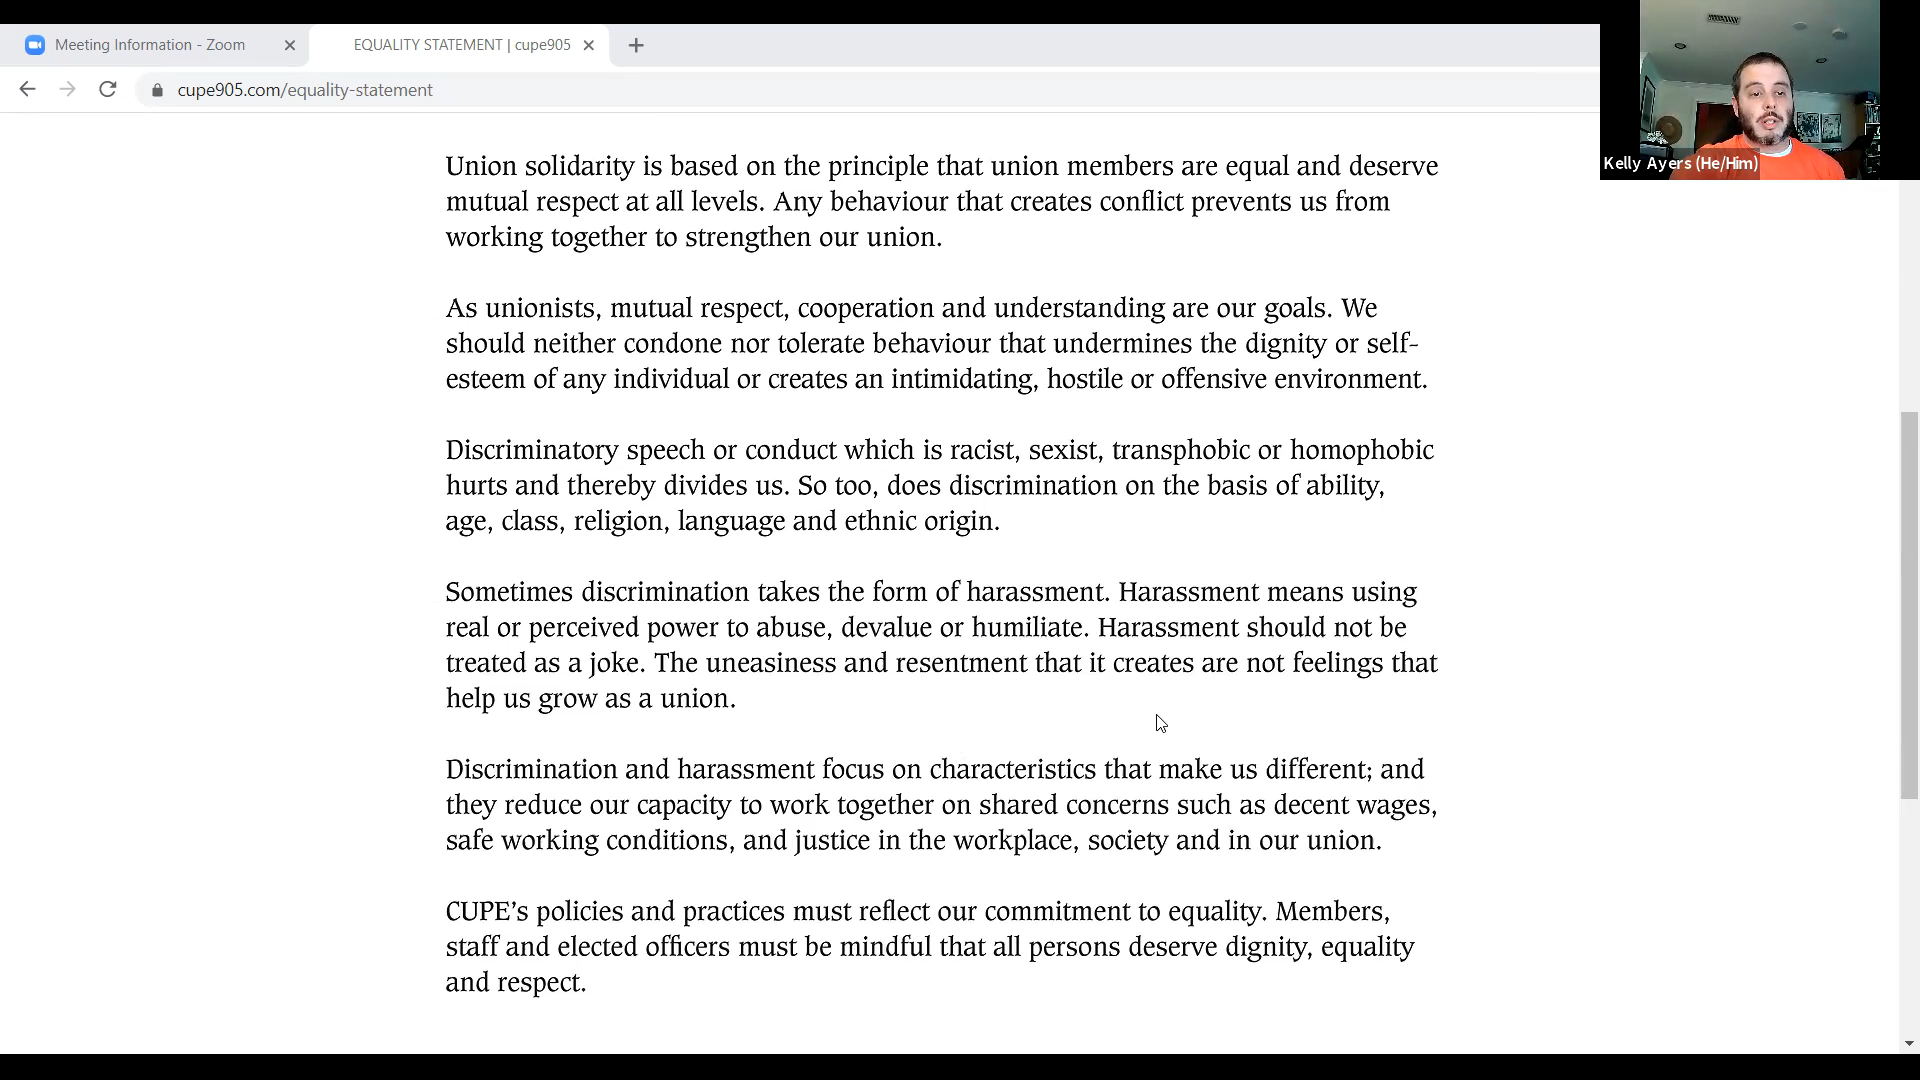 Meeting Information - Zoom
EQUALITY STATEMENT | cupe905
cupe905.com/equality-statement
Kelly Ayers (He/Him)
Union solidarity is based on the principle that union members are equal and deserve
mutual respect at all levels. Any behaviour that creates conflict prevents us from
working together to strengthen our union.
As unionists, mutual respect, cooperation and understanding are our goals. We
should neither condone nor tolerate behaviour that undermines the dignity or self-
esteem of any individual or creates an intimidating, hostile or offensive environment.
Discriminatory speech or conduct which is racist, sexist, transphobic or homophobic
hurts and thereby divides us. So too, does discrimination on the basis of ability,
age, class, religion, language and ethnic origin.
Sometimes discrimination takes the form of harassment. Harassment means using
real or perceived power to abuse, devalue or humiliate. Harassment should not be
treated as a joke. The uneasiness and resentment that it creates are not feelings that
help us grow as a union.
Discrimination and harassment focus on characteristics that make us different; and
they reduce our capacity to work together on shared concerns such as decent wages,
safe working conditions, and justice in the workplace, society and in our union.
CUPE’s policies and practices must reflect our commitment to equality. Members,
staff and elected officers must be mindful that all persons deserve dignity, equality
and respect.